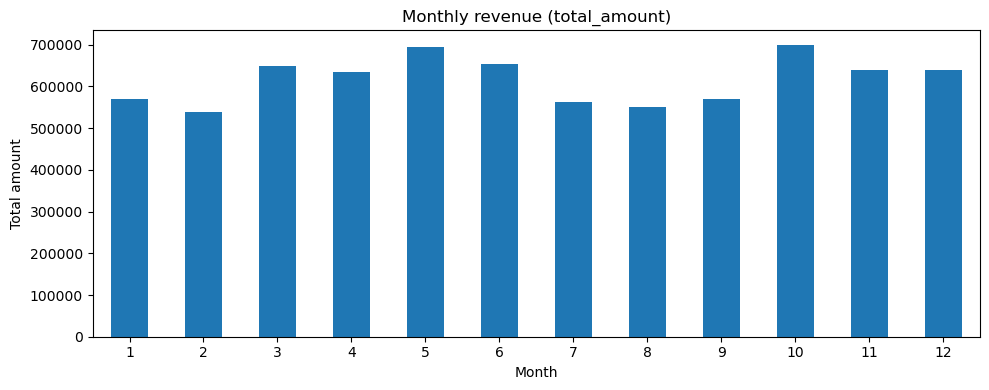 Monthly revenue (total_amount)
Total amount
700000
600000
500000
400000
300000
200000
100000
0
1 2 3 4 5 6 7 8 9 10 11 12
Month